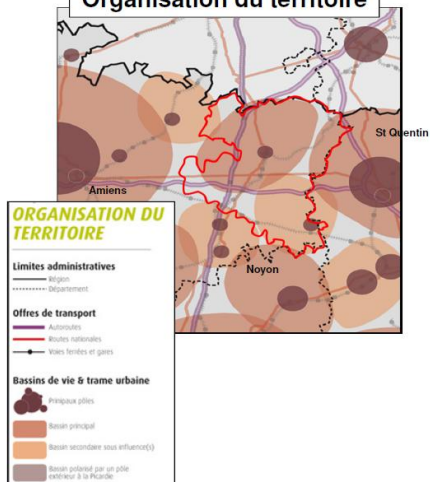 Organisation du territoire
St Quentin
Amiens
Noyon
ORGANISATION DU
TERRITOIRE
Limites administratives
Région
Département
Offres de transport
Autoroutes
Routes nationales
Voies ferrées et gares
Bassins de vie & trame urbaine
Principaux pôles
Bassin principal
Bassin secondaire sous influence(s)
Bassin polarisé par un pôle
extérieur à la Picardie